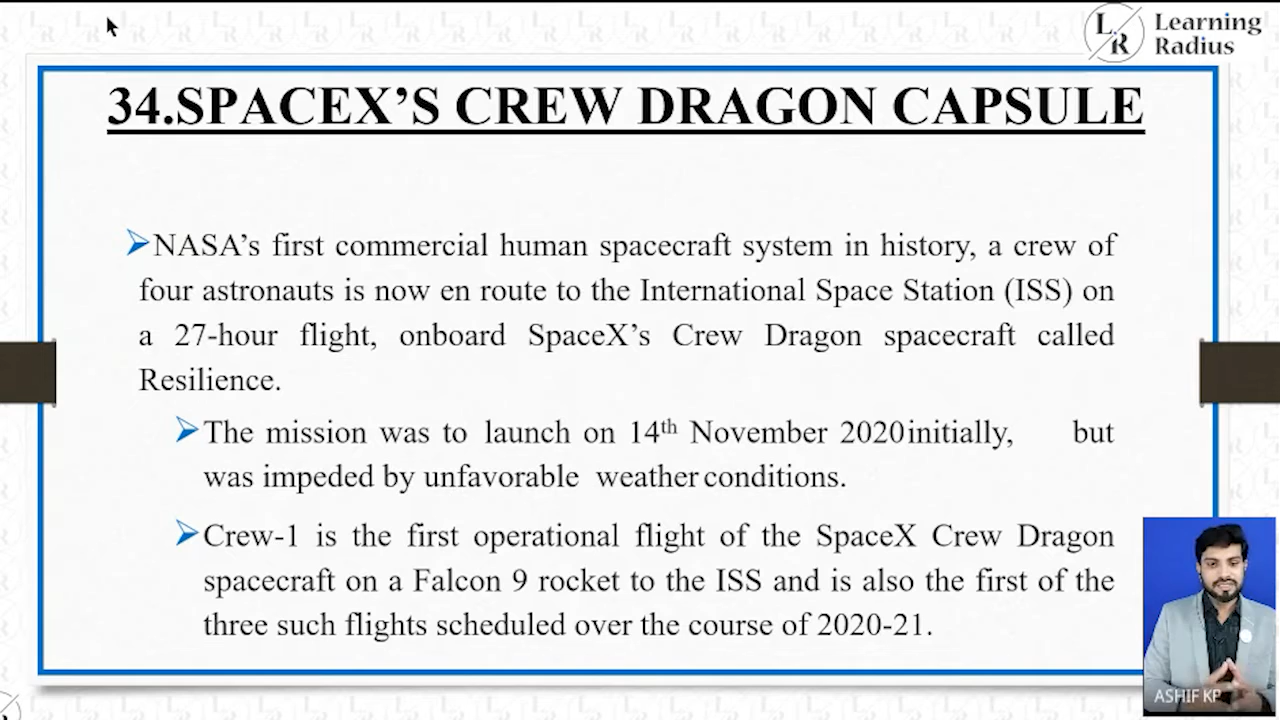 L R Learning
Radius
34.SPACEX’S CREW DRAGON CAPSULE
➢NASA’s first commercial human spacecraft system in history, a crew of
four astronauts is now en route to the International Space Station (ISS) on
a 27-hour flight, onboard SpaceX’s Crew Dragon spacecraft called
Resilience.
➢The mission was to launch on 14th November 2020initially, but
was impeded by unfavorable weather conditions.
➢Crew-1 is the first operational flight of the SpaceX Crew Dragon
spacecraft on a Falcon 9 rocket to the ISS and is also the first of the
three such flights scheduled over the course of 2020-21.
ASHIF KP